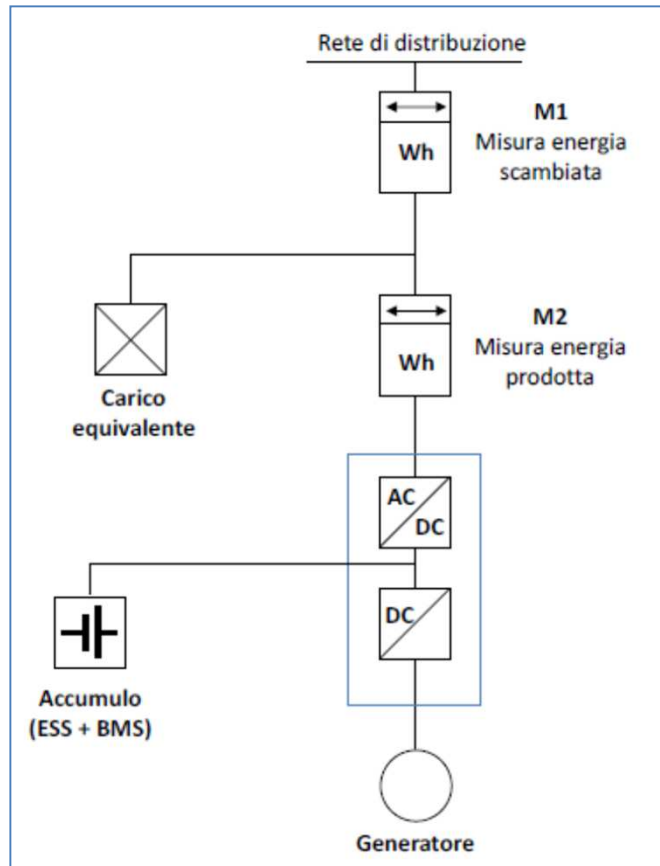 Rete di distribuzione
M1
Misura energia
scambiata
Wh
M2
Misura energia
prodotta
Wh
Carico
equivalente
AC
DC
DC
Accumulo
(ESS + BMS)
Generatore